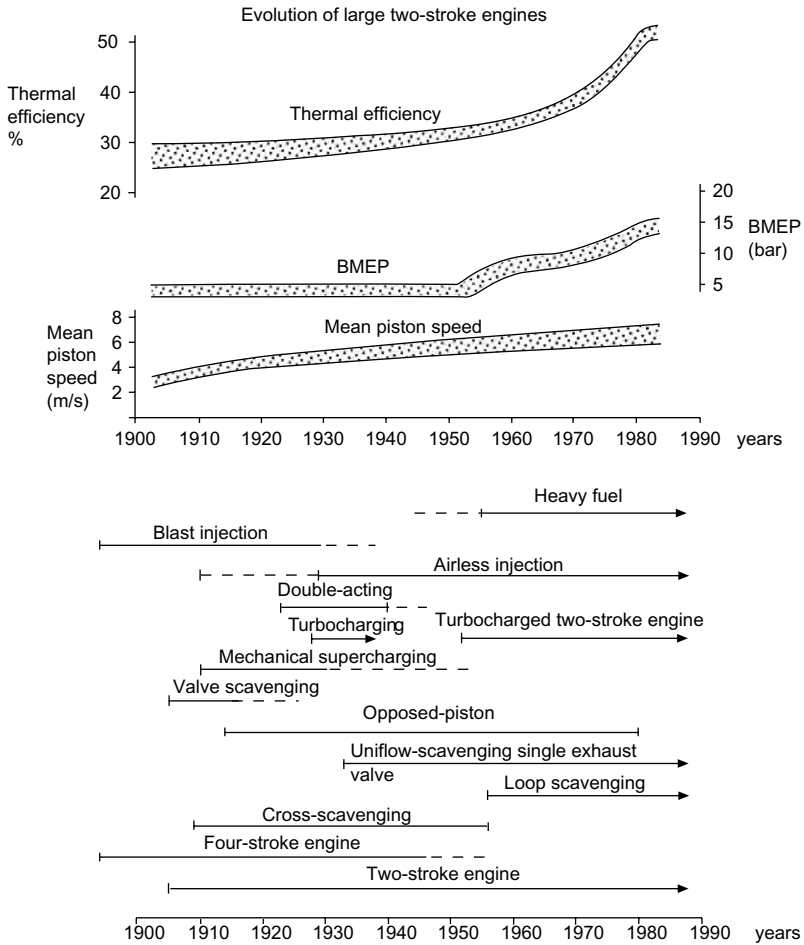 Evolution of large two-stroke engines
50
40
30
20
Thermal
efficiency
%
Thermal efficiency
20
15
10
5
BMEP
(bar)
BMEP
8
6
4
2
Mean
piston
speed
(m/s)
Mean piston speed
1900 1910 1920 1930 1940 1950 1960 1970 1980 1990 years
Heavy fuel
Blast injection
Airless injection
Double-acting
Turbocharging
Turbocharged two-stroke engine
Mechanical supercharging
Valve scavenging
Opposed-piston
Uniflow-scavenging single exhaust
valve
Loop scavenging
Cross-scavenging
Four-stroke engine
Two-stroke engine
1900 1910 1920 1930 1940 1950 1960 1970 1980 1990 years